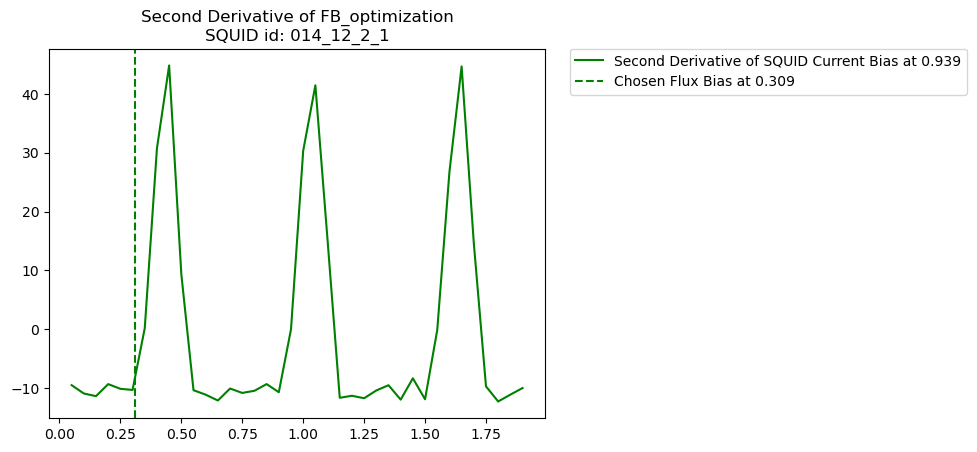 Second Derivative of FB_optimization
SQUID id: 014_12_2_1
Second Derivative of SQUID Current Bias at 0.939
Chosen Flux Bias at 0.309
40
30
20
10
0
−10
0.00 0.25 0.50 0.75 1.00 1.25 1.50 1.75